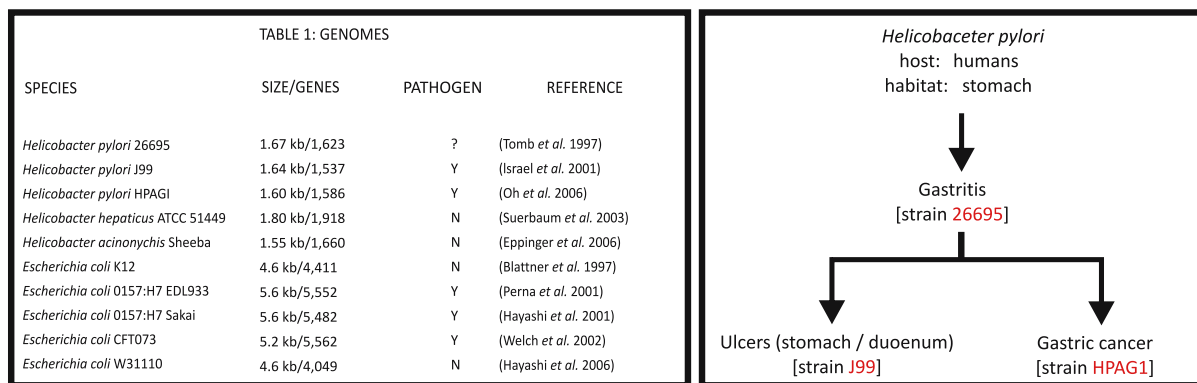 TABLE 1: GENOMES
SPECIES SIZE/GENES PATHOGEN REFERENCE
Helicobacter pylori 26695 1.67 kb/1,623 ? (Tomb et al. 1997)
Helicobacter pylori J99 1.64 kb/1,537 Y (Israel et al. 2001)
Helicobacter pylori HPAGI 1.60 kb/1,586 Y (Oh et al. 2006)
Helicobacter hepaticus ATCC 51449 1.80 kb/1,918 N (Suerbaum et al. 2003)
Helicobacter acinonychis Sheeba 1.55 kb/1,660 N (Eppinger et al. 2006)
Escherichia coli K12 4.6 kb/4,411 N (Blattner et al. 1997)
Escherichia coli 0157:H7 EDL933 5.6 kb/5,552 Y (Perna et al. 2001)
Escherichia coli 0157:H7 Sakai 5.6 kb/5,482 Y (Hayashi et al. 2001)
Escherichia coli CFT073 5.2 kb/5,562 Y (Welch et al. 2002)
Escherichia coli W31110 4.6 kb/4,049 N (Hayashi et al. 2006)
Helicobaceter pylori
host: humans
habitat: stomach
Gastritis
[strain 26695]
Ulcers (stomach / duoenum)
[strain J99]
Gastric cancer
[strain HPAG1]